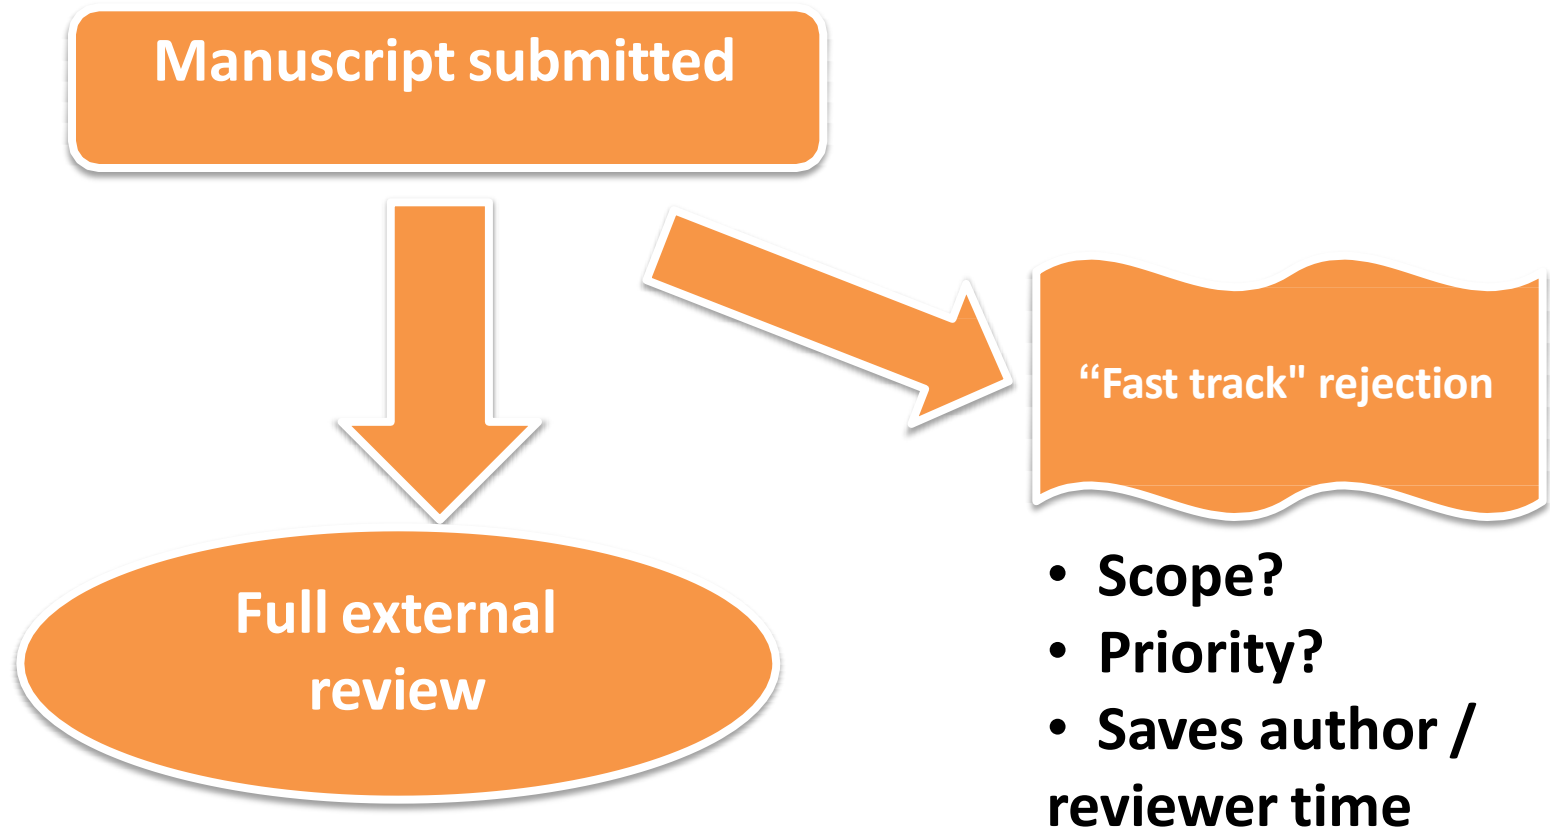 Manuscript submitted
“Fast track" rejection
Full external
review
• Scope?
• Priority?
• Saves author /
reviewer time